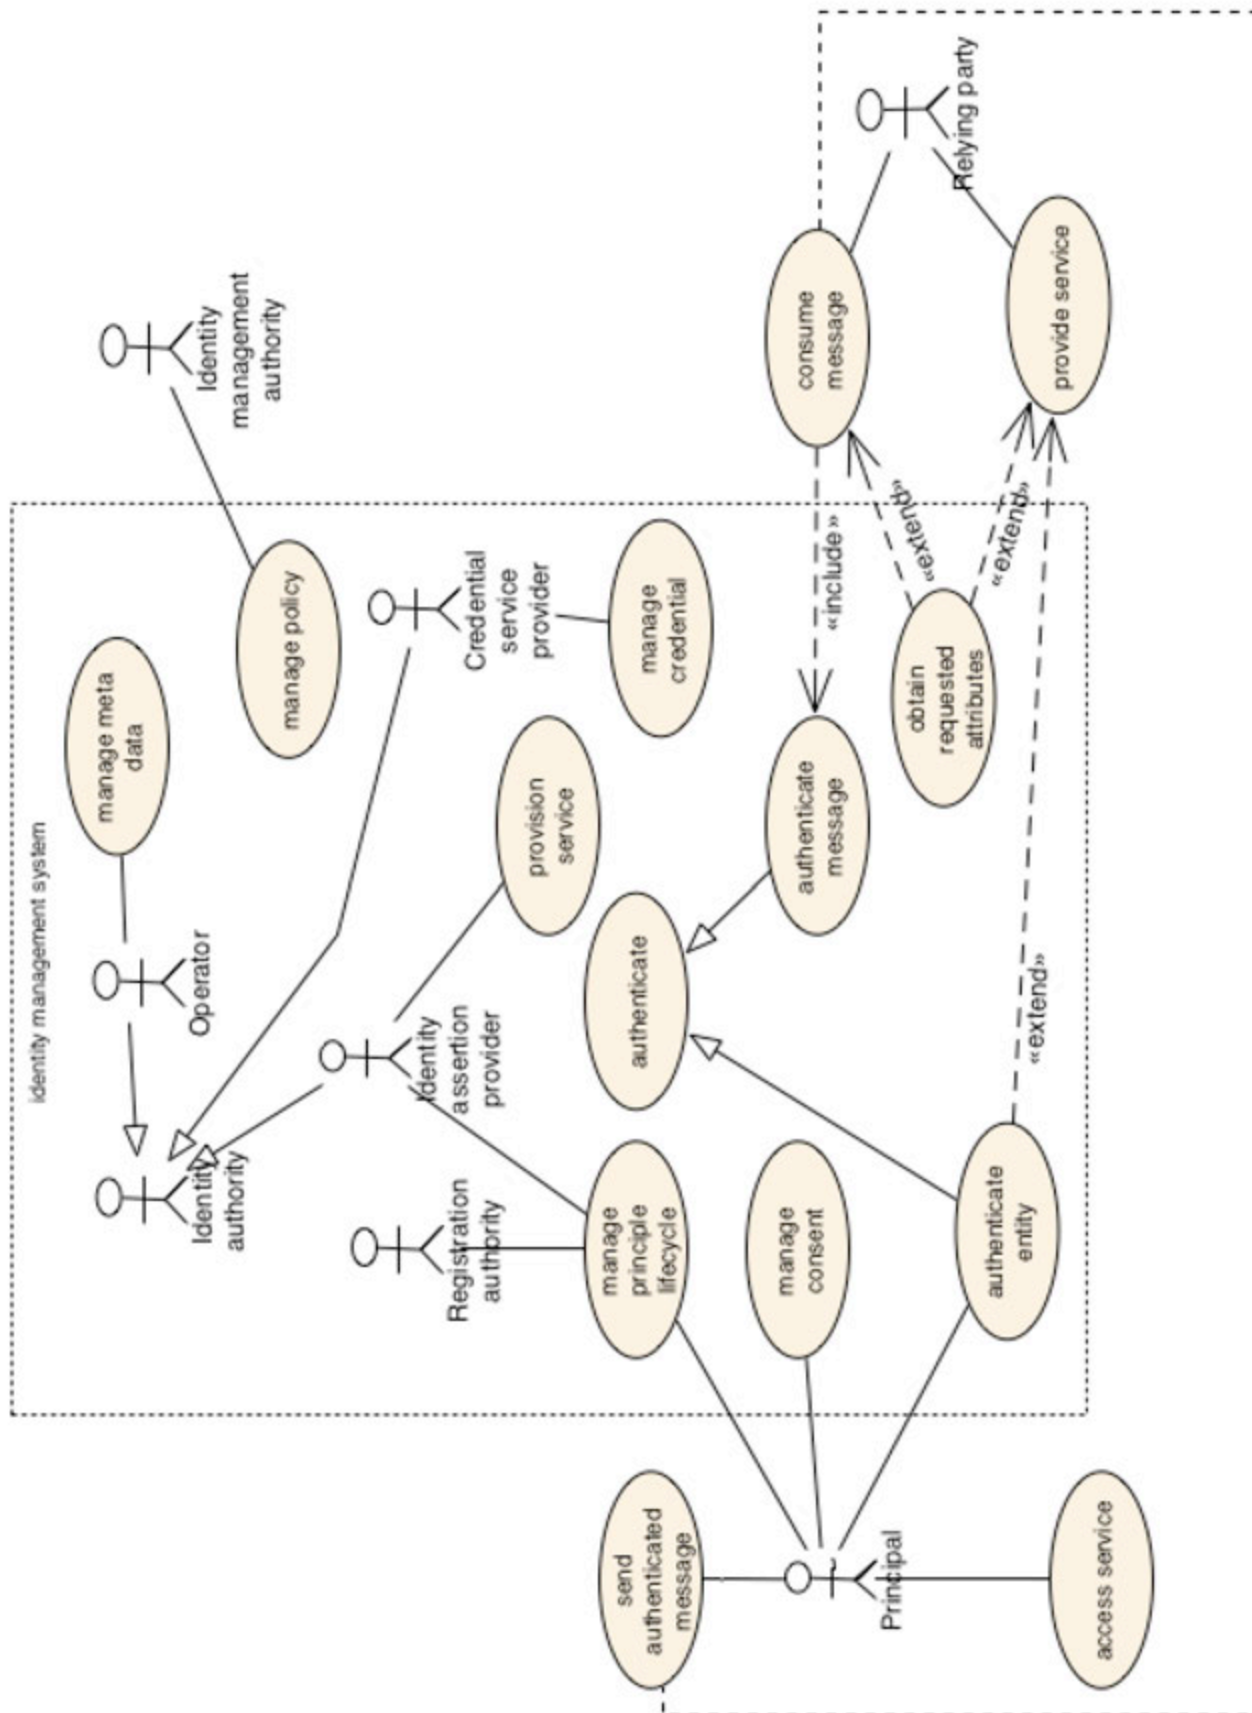 identity management system
Identity
authority
Operator
manage meta
data
Identity
management
authority
manage policy
Registration
authority
Identity
assertion
provider
Credential
service
provider
provision
service
manage
credential
send
authenticated
message
manage
principle
lifecycle
authenticate
Principal
manage
consent
authenticate
message
«include»
consume
message
Relying party
obtain
requested
attributes
«extend»
«extend»
access service
authenticate
entity
«extend»
provide service